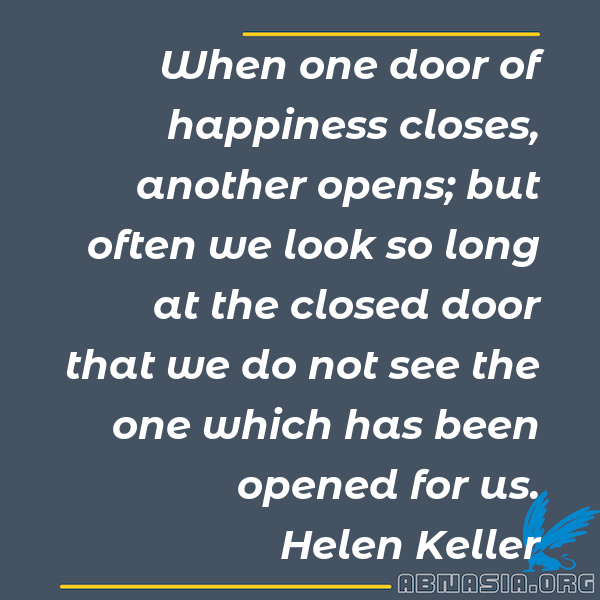 When one door of
happiness closes,
another opens; but
often we look so long
at the closed door
that we do not see the
one which has been
opened for us.
Helen Keller
ABNASIA.ORG